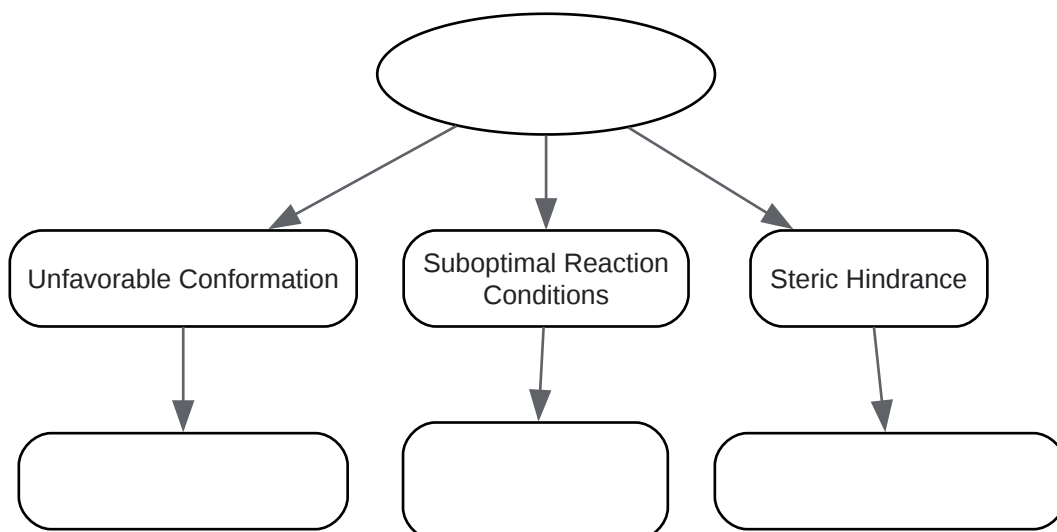 Unfavorable Conformation
Suboptimal Reaction
Conditions
Steric Hindrance